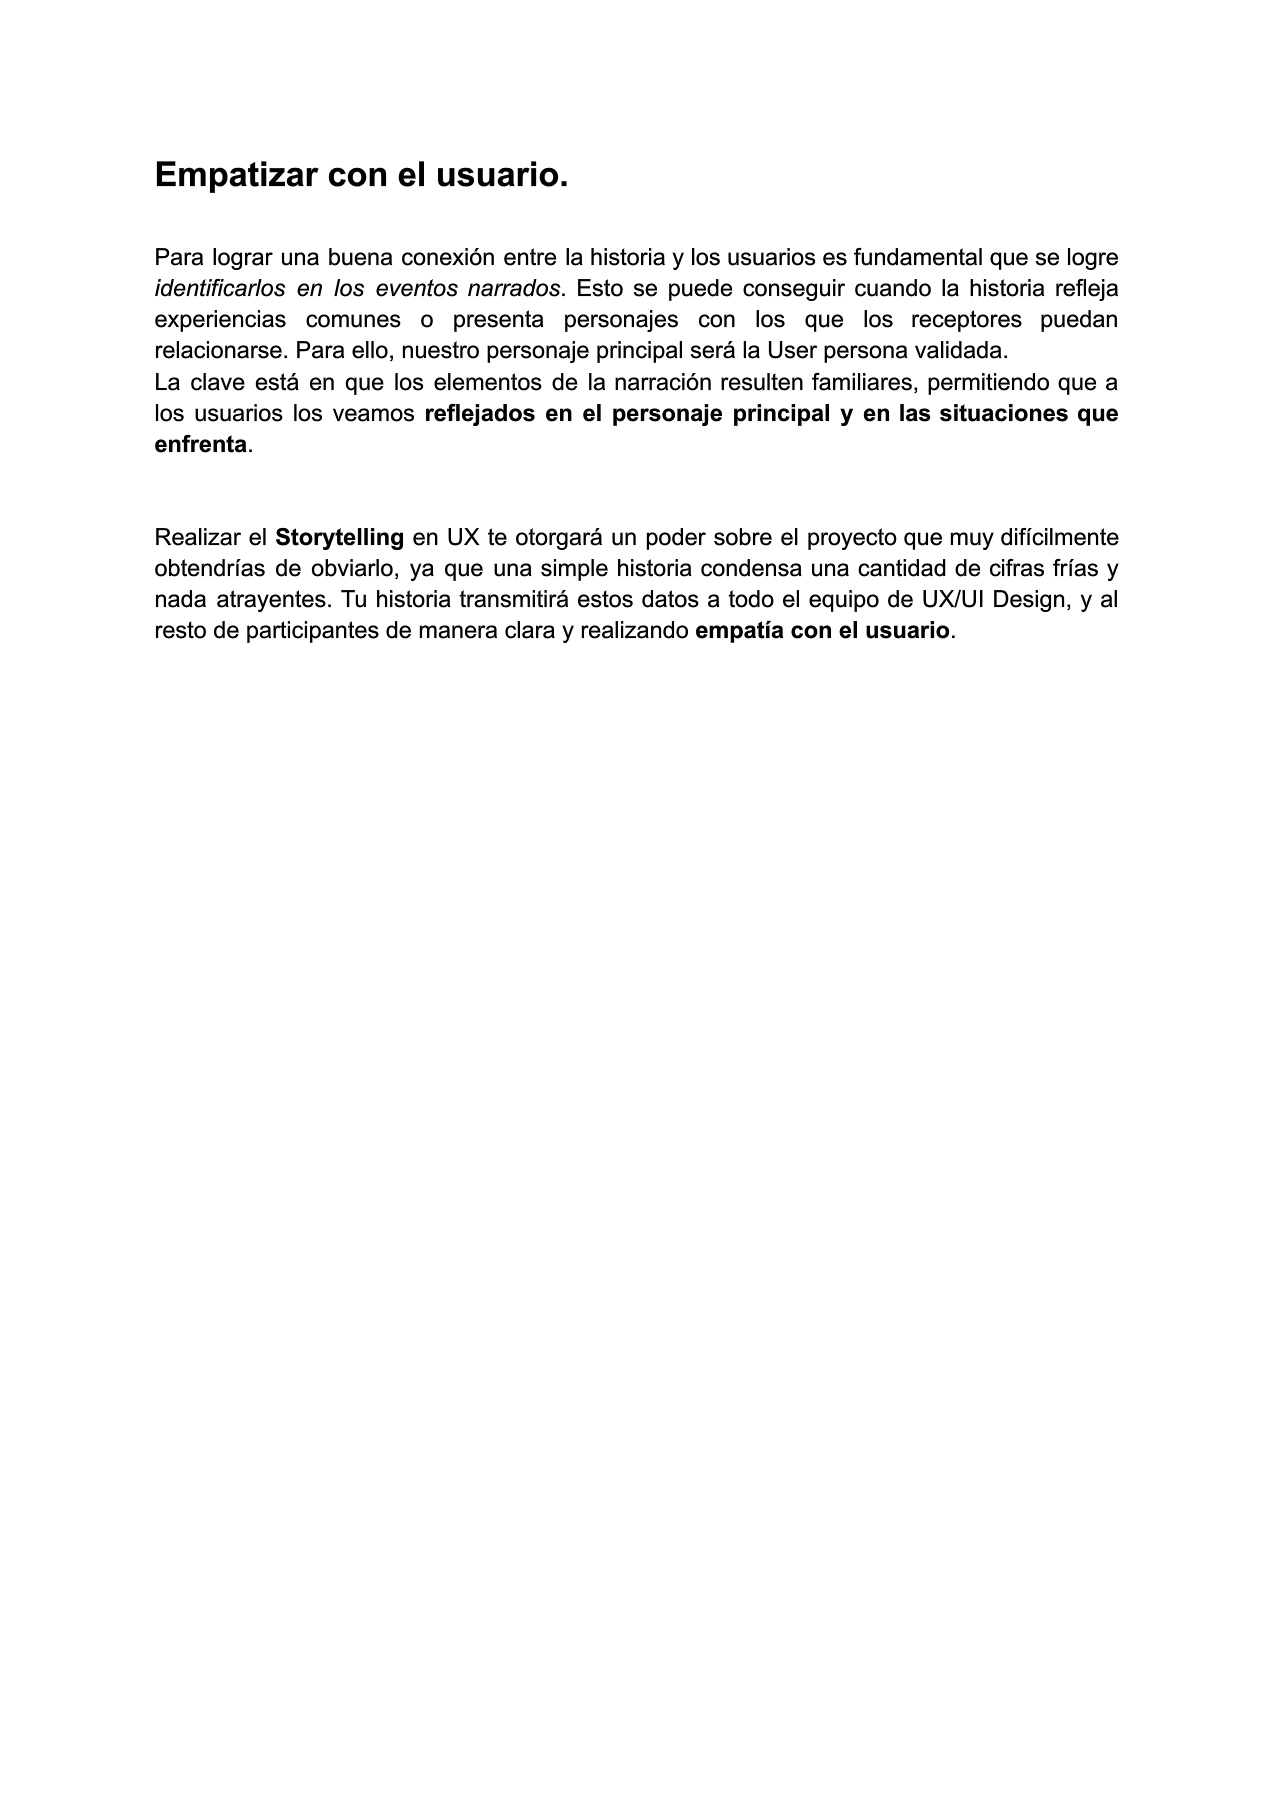 Empatizar con el usuario.
Para lograr una buena conexión entre la historia y los usuarios es fundamental que se logre
identificarlos en los eventos narrados. Esto se puede conseguir cuando la historia refleja
experiencias comunes o presenta personajes con los que los receptores puedan
relacionarse. Para ello, nuestro personaje principal será la User persona validada.
La clave está en que los elementos de la narración resulten familiares, permitiendo que a
los usuarios los veamos reflejados en el personaje principal y en las situaciones que
enfrenta.
Realizar el Storytelling en UX te otorgará un poder sobre el proyecto que muy difícilmente
obtendrías de obviarlo, ya que una simple historia condensa una cantidad de cifras frías y
nada atrayentes. Tu historia transmitirá estos datos a todo el equipo de UX/UI Design, y al
resto de participantes de manera clara y realizando empatía con el usuario.